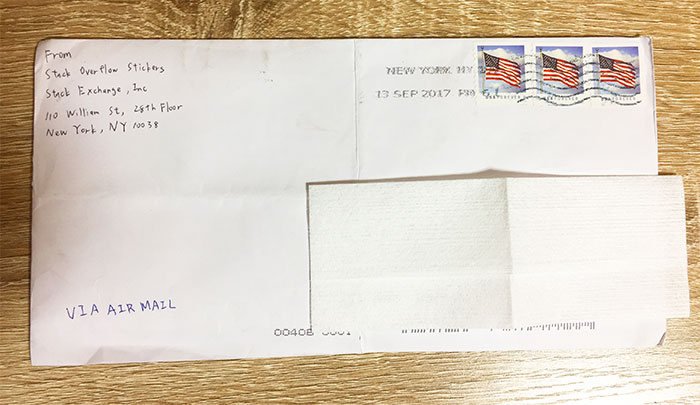 From
Stack Overflow Stickers
Stack Exchange, Inc
110 William St, 28th Floor
New York, NY 10038
NEW YORK NY
13 SEP 2017 PM
VIA AIR MAIL